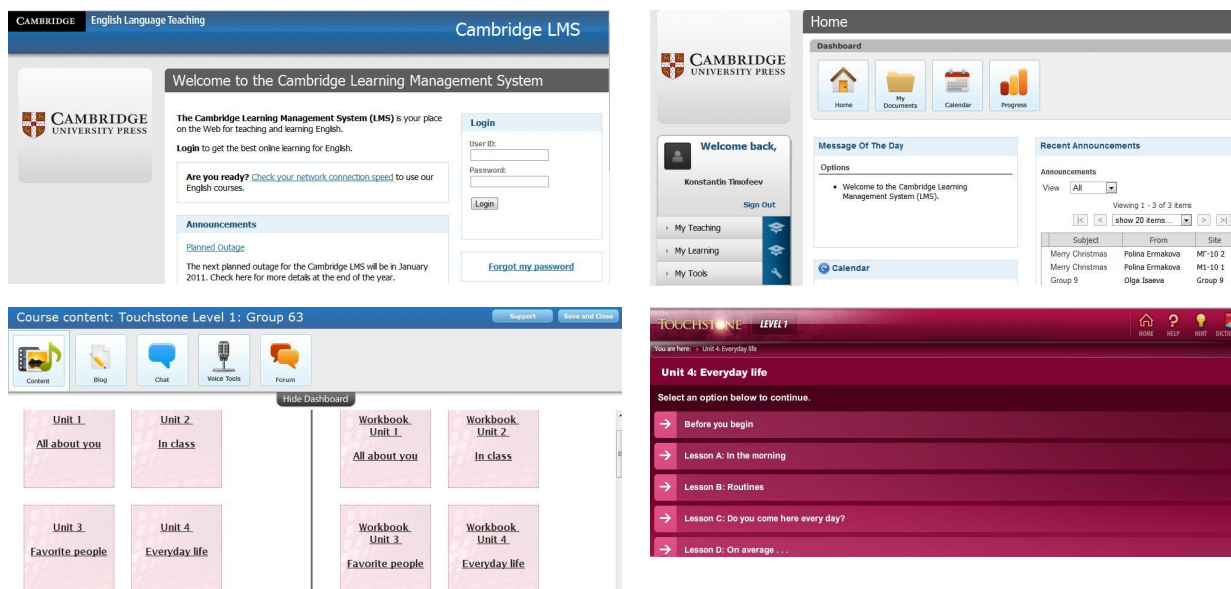 CAMBRIDGE English Language Teaching
Cambridge LMS
CAMBRIDGE
UNIVERSITY PRESS
Welcome to the Cambridge Learning Management System
The Cambridge Learning Management System (LMS) is your place
on the Web for teaching and learning English.
Login to get the best online learning for English.
Are you ready? Check your network connection speed to use our
English courses.
Announcements
Planned Outage
The next planned outage for the Cambridge LMS will be in January
2011. Check here for more details at the end of the year.
Login
User ID:
Password:
Login
Forgot my password
CAMBRIDGE
UNIVERSITY PRESS
Welcome back,
Konstantin Timofeev
Sign Out
My Teaching
My Learning
My Tools
Home
Dashboard
Home
My
Documents
Calendar
Progress
Message Of The Day
Options
Welcome to the Cambridge Learning
Management System (LMS).
Calendar
Recent Announcements
Announcements
View All
Viewing 1 - 3 of 3 items
|< < show 20 items... > >|
Subject From Site
Merry Christmas Polina Ermakova МГ-10 2
Merry Christmas Polina Ermakova М1-10 1
Group 9 Olga Isaeva Group 9
Course content: Touchstone Level 1: Group 63
Support Save and Close
Content Blog Chat Voice Tools Forum
Hide Dashboard
Unit 1
All about you
Unit 2
In class
Workbook
Unit 1
All about you
Workbook
Unit 2
In class
Unit 3
Favorite people
Unit 4
Everyday life
Workbook
Unit 3
Favorite people
Workbook
Unit 4
Everyday life
TOUCHSTONE LEVEL 1
HOME HELP HINT
You are here: > Unit 4: Everyday life
Unit 4: Everyday life
Select an option below to continue.
Before you begin
Lesson A: In the morning
Lesson B: Routines
Lesson C: Do you come here every day?
Lesson D: On average . . .